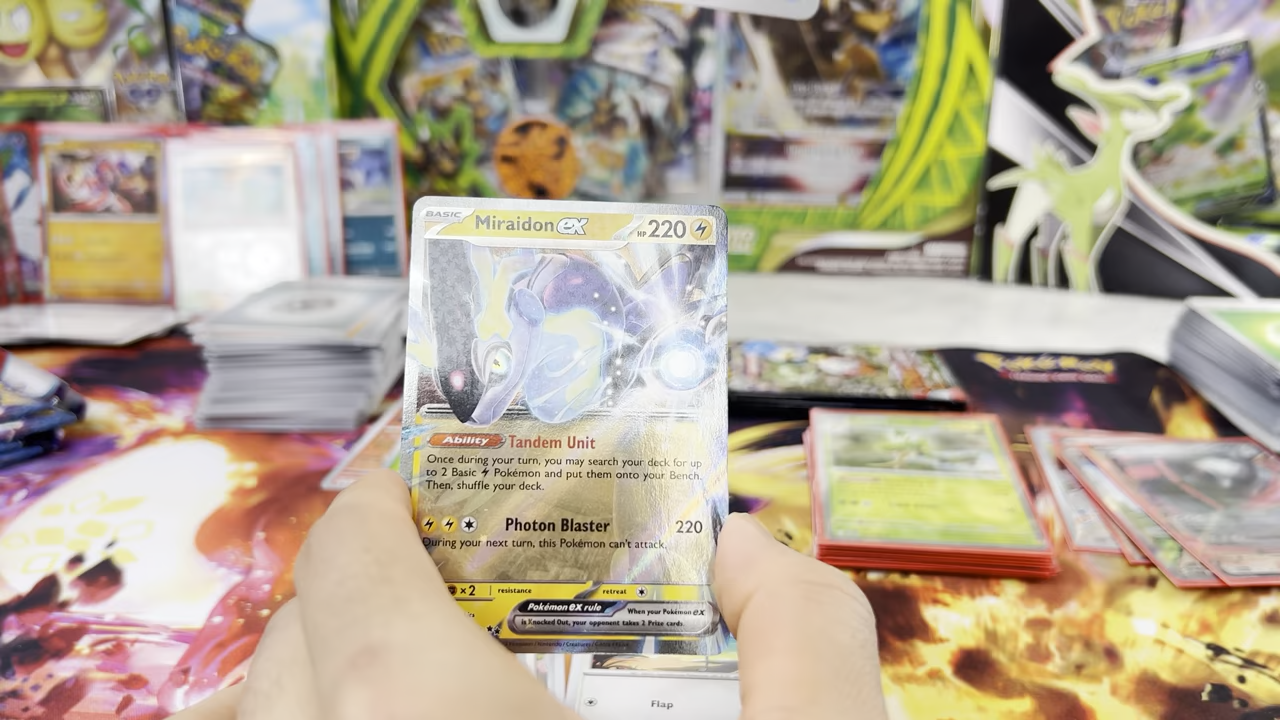 BASIC
Miraidon ex
HP 220
Ability Tandem Unit
Once during your turn, you may search your deck for up
to 2 Basic Pokémon and put them onto your Bench.
Then, shuffle your deck.
Photon Blaster 220
During your next turn, this Pokémon can't attack.
×2 resistance retreat
Pokémon ex rule
When your Pokémon ex
is Knocked Out, your opponent takes 2 Prize cards.
Flap
POKÉMON